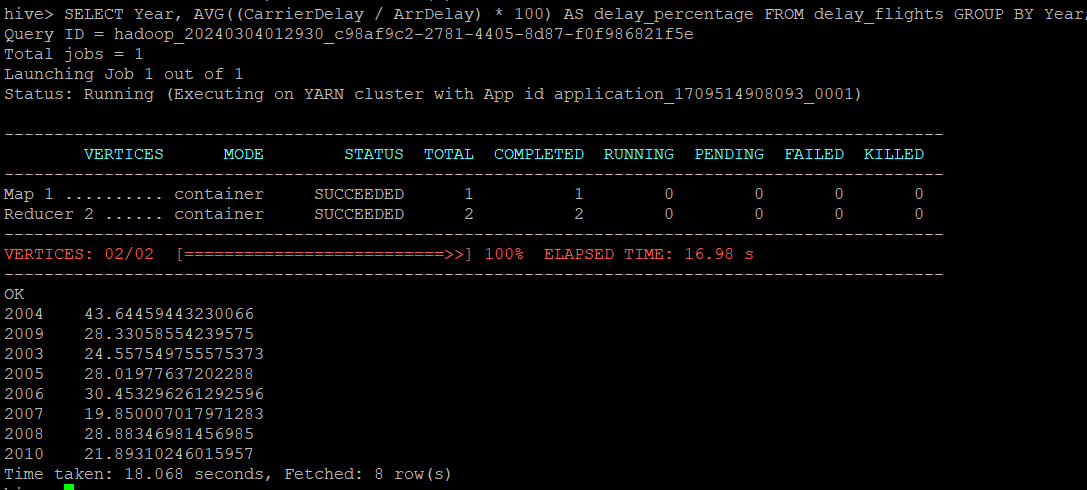 hive> SELECT Year, AVG((CarrierDelay / ArrDelay) * 100) AS delay_percentage FROM delay_flights GROUP BY Year
Query ID = hadoop_20240304012930_c98af9c2-2781-4405-8d87-f0f986821f5e
Total jobs = 1
Launching Job 1 out of 1
Status: Running (Executing on YARN cluster with App id application_1709514908093_0001)
----------------------------------------------------------------------------------------------
        VERTICES      MODE        STATUS  TOTAL  COMPLETED  RUNNING  PENDING  FAILED  KILLED
----------------------------------------------------------------------------------------------
Map 1 .......... container     SUCCEEDED      1          1        0        0       0       0
Reducer 2 ...... container     SUCCEEDED      2          2        0        0       0       0
----------------------------------------------------------------------------------------------
VERTICES: 02/02  [==========================>>] 100%  ELAPSED TIME: 16.98 s
----------------------------------------------------------------------------------------------
OK
2004    43.64459443230066
2009    28.33058554239575
2003    24.557549755575373
2005    28.01977637202288
2006    30.453296261292596
2007    19.850007017971283
2008    28.88346981456985
2010    21.89310246015957
Time taken: 18.068 seconds, Fetched: 8 row(s)